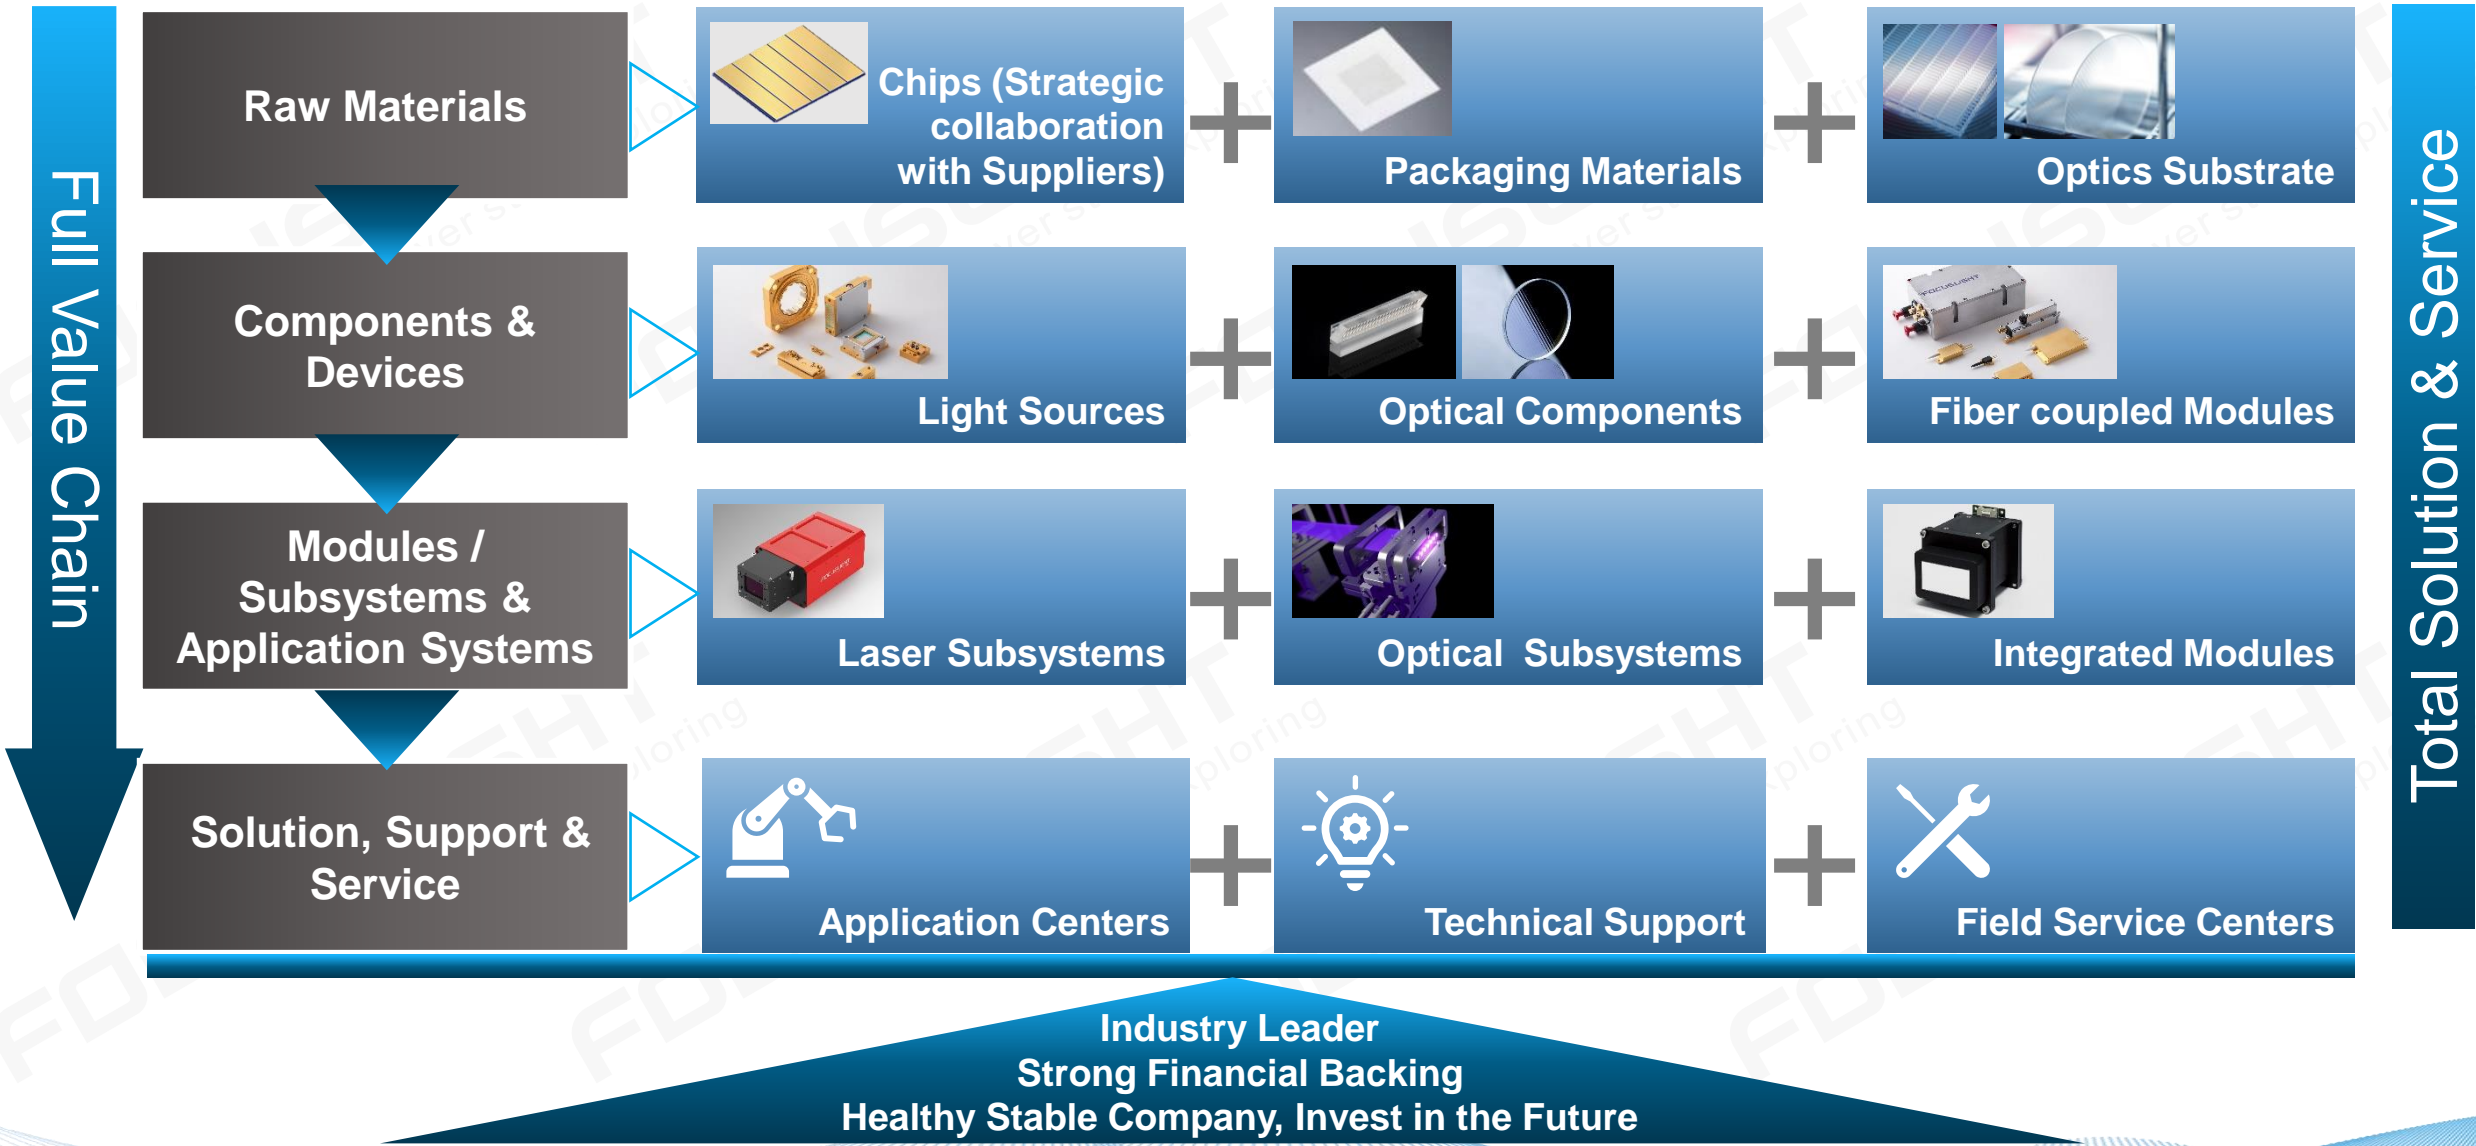 Full Value Chain
Raw Materials
Chips (Strategic
collaboration
with Suppliers)
Packaging Materials
Optics Substrate
Components &
Devices
Light Sources
Optical Components
FOCUSLIGHT
Fiber coupled Modules
Modules /
Subsystems &
Application Systems
Laser Subsystems
Optical  Subsystems
Integrated Modules
Solution, Support &
Service
Application Centers
Technical Support
Field Service Centers
Total Solution & Service
Industry Leader
Strong Financial Backing
Healthy Stable Company, Invest in the Future